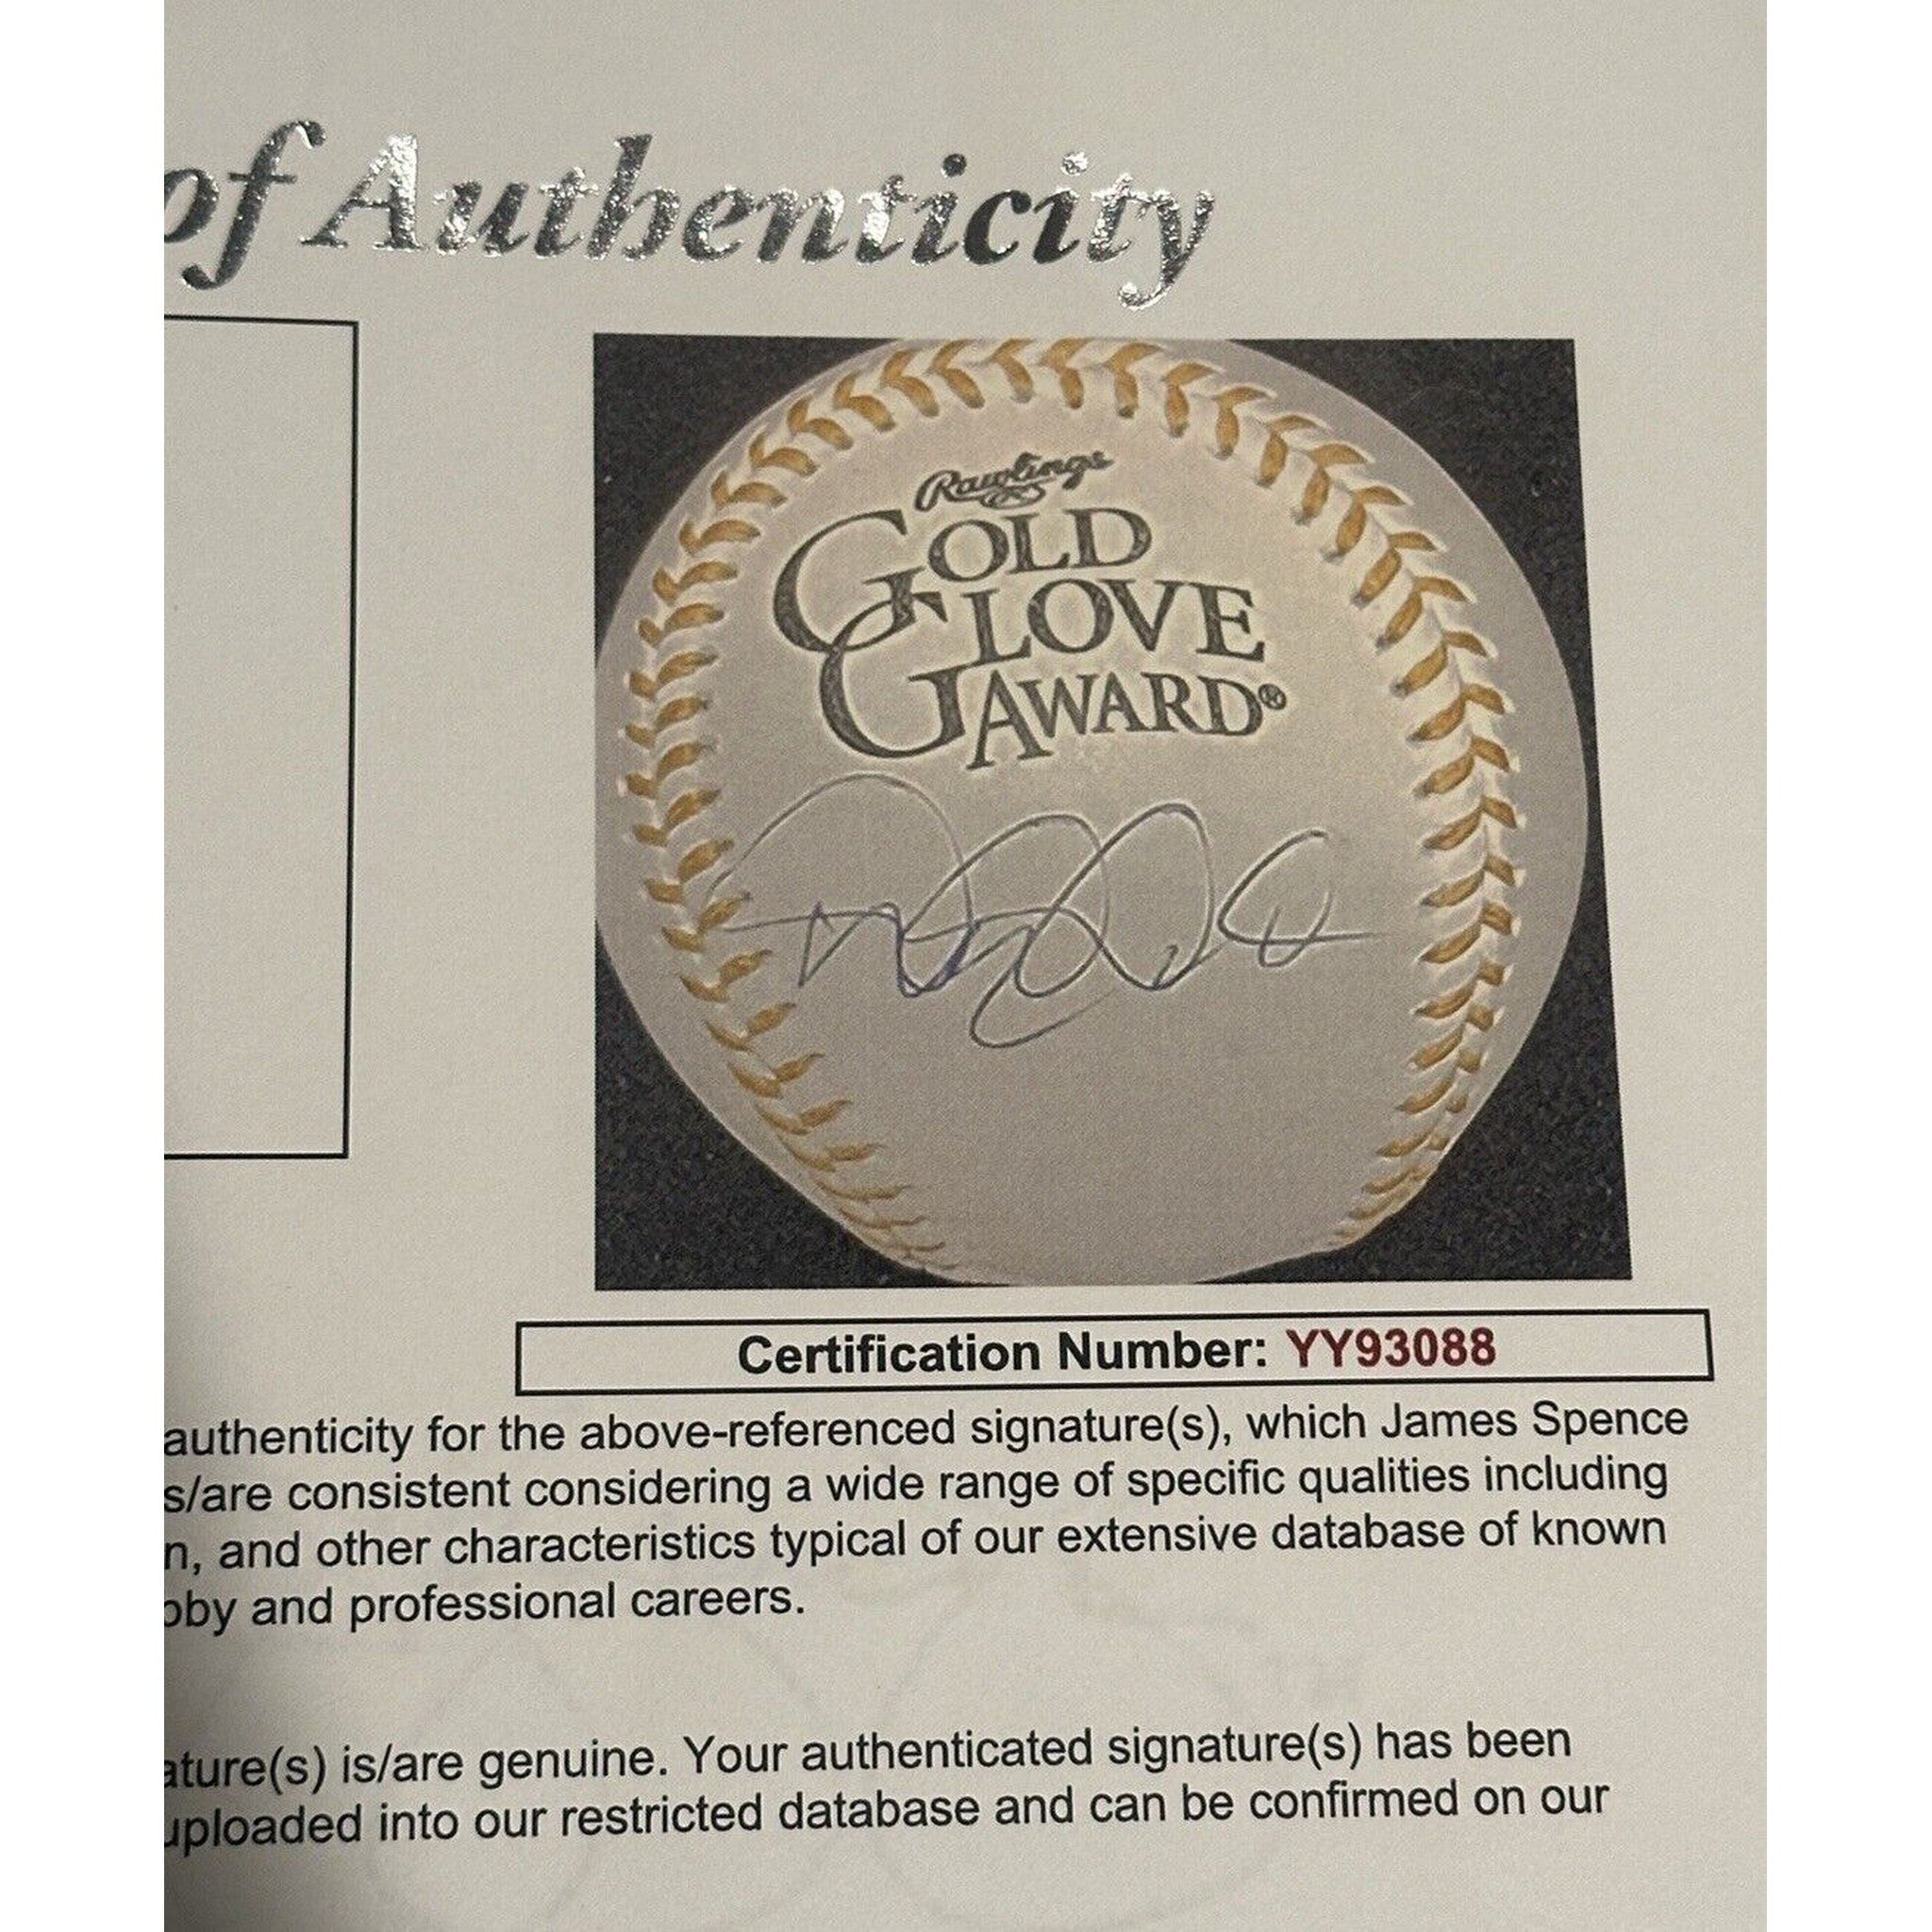 of Authenticity
Rawlings
GOLD
GLOVE
AWARD®
Certification Number: YY93088
authenticity for the above-referenced signature(s), which James Spence
s/are consistent considering a wide range of specific qualities including
n, and other characteristics typical of our extensive database of known
bby and professional careers.
ature(s) is/are genuine. Your authenticated signature(s) has been
uploaded into our restricted database and can be confirmed on our